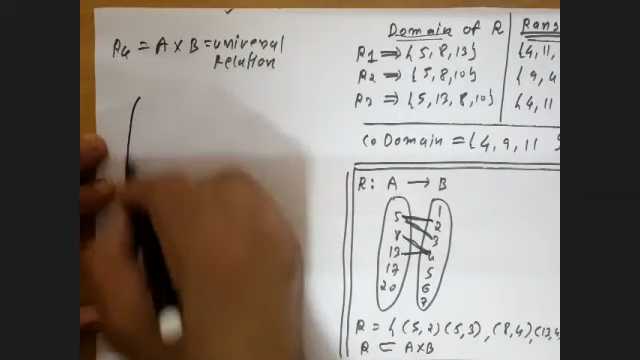 R4 = A × B = universal
relation
Domain of R
R1 ⇒ {5, 8, 13}
R2 ⇒ {5, 8, 10}
R3 ⇒ {5, 13, 8, 10}
Rang
{4, 11,
{9, 4
{4, 11
Co Domain = {4, 9, 11
R: A → B
5
8
13
17
20
1
2
3
4
5
6
7
R = {(5, 2) (5, 3), (8, 4) (13, 4
R ⊂ A×B